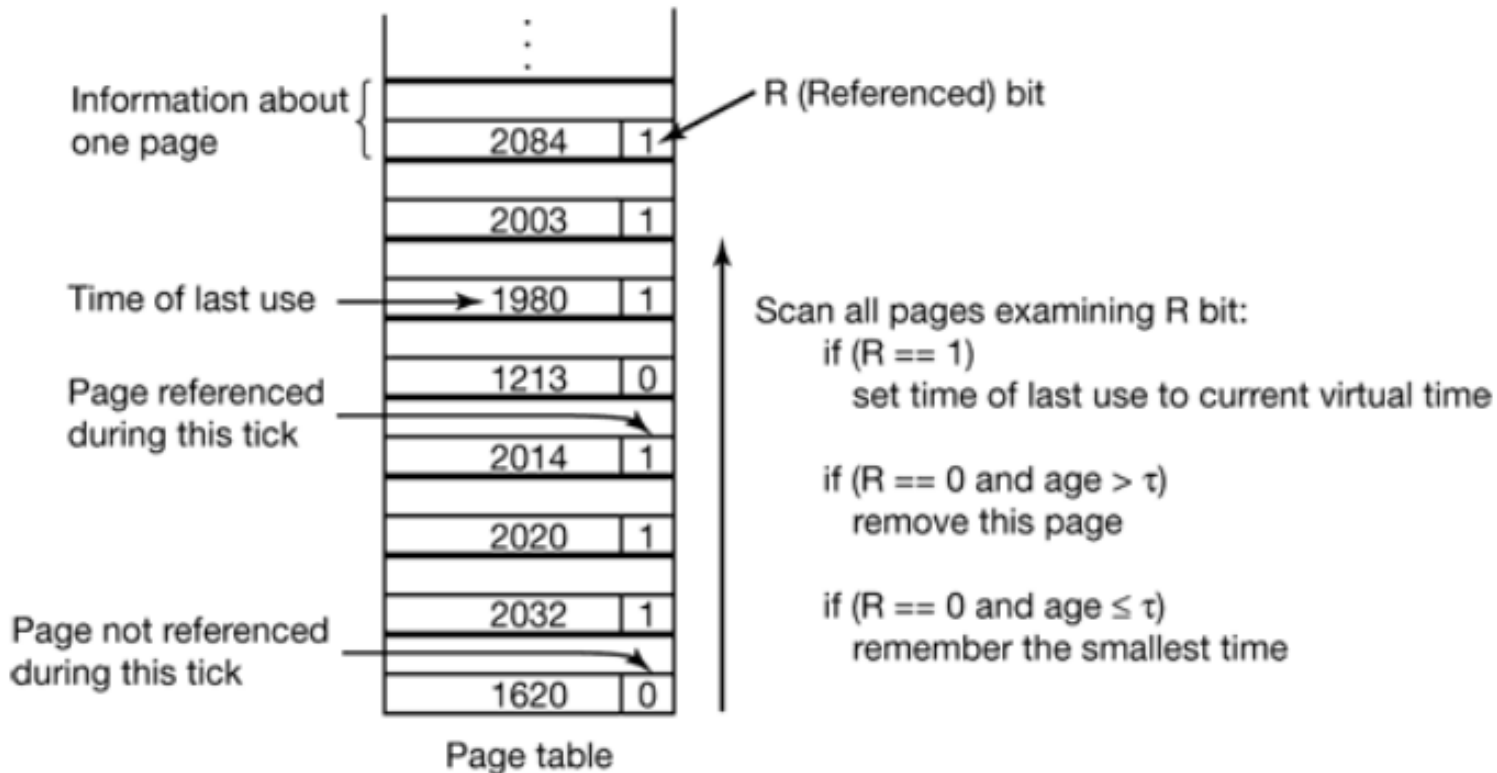 Information about
one page
R (Referenced) bit
2084 1
2003 1
Time of last use
1980 1
Scan all pages examining R bit:
if (R == 1)
set time of last use to current virtual time
1213 0
Page referenced
during this tick
2014 1
if (R == 0 and age > τ)
remove this page
2020 1
if (R == 0 and age ≤ τ)
remember the smallest time
2032 1
Page not referenced
during this tick
1620 0
Page table